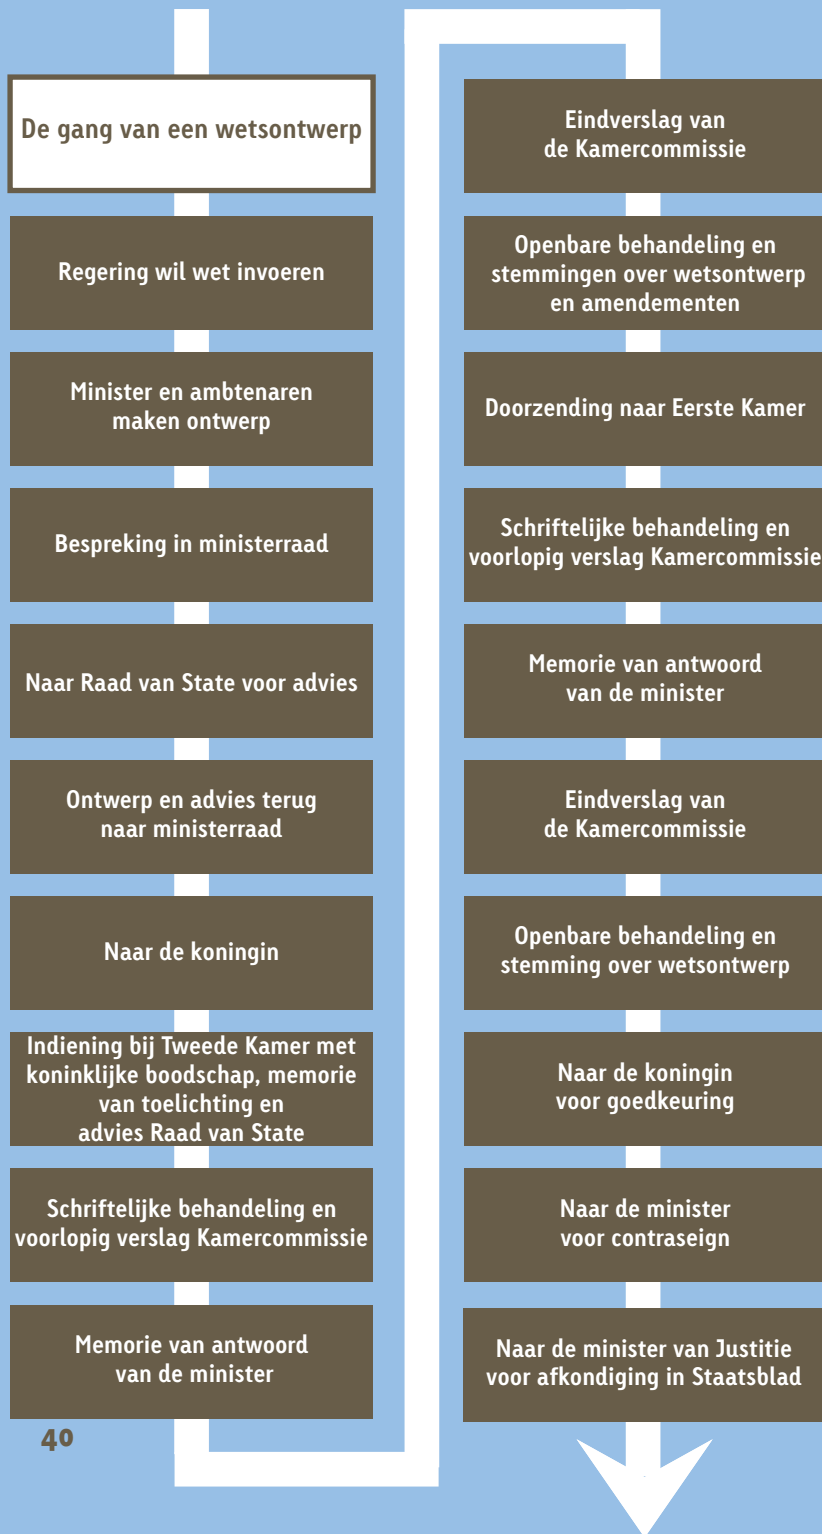 De gang van een wetsontwerp
Regering wil wet invoeren
Minister en ambtenaren
maken ontwerp
Bespreking in ministerraad
Naar Raad van State voor advies
Ontwerp en advies terug
naar ministerraad
Naar de koningin
Indiening bij Tweede Kamer met
koninklijke boodschap, memorie
van toelichting en
advies Raad van State
Schriftelijke behandeling en
voorlopig verslag Kamercommissie
Memorie van antwoord
van de minister
Eindverslag van
de Kamercommissie
Openbare behandeling en
stemmingen over wetsontwerp
en amendementen
Doorzending naar Eerste Kamer
Schriftelijke behandeling en
voorlopig verslag Kamercommissie
Memorie van antwoord
van de minister
Eindverslag van
de Kamercommissie
Openbare behandeling en
stemming over wetsontwerp
Naar de koningin
voor goedkeuring
Naar de minister
voor contraseign
Naar de minister van Justitie
voor afkondiging in Staatsblad
40